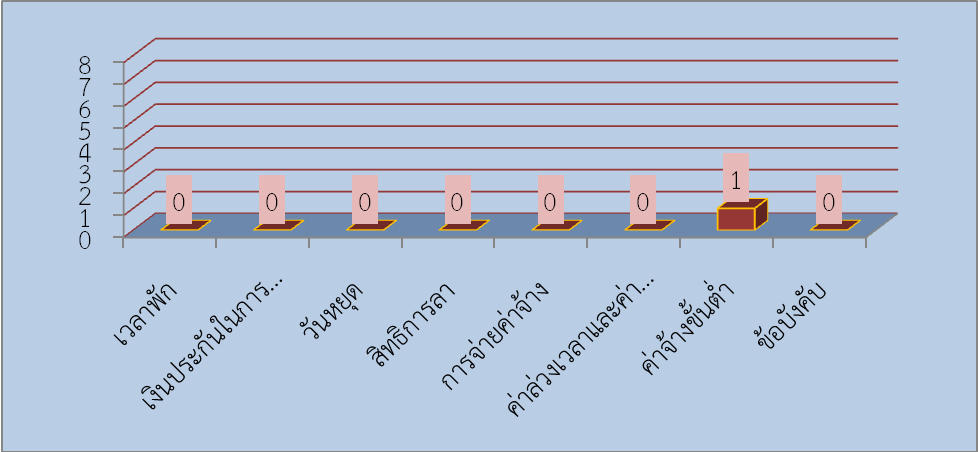 8
7
6
5
4
3
2
1
0
0
0
0
0
0
0
1
0
เวลาพัก
เงินประกันในการ...
วันหยุด
สิทธิการลา
การจ่ายค่าจ้าง
ค่าล่วงเวลาและค่า...
ค่าจ้างขั้นต่ำ
ข้อบังคับ